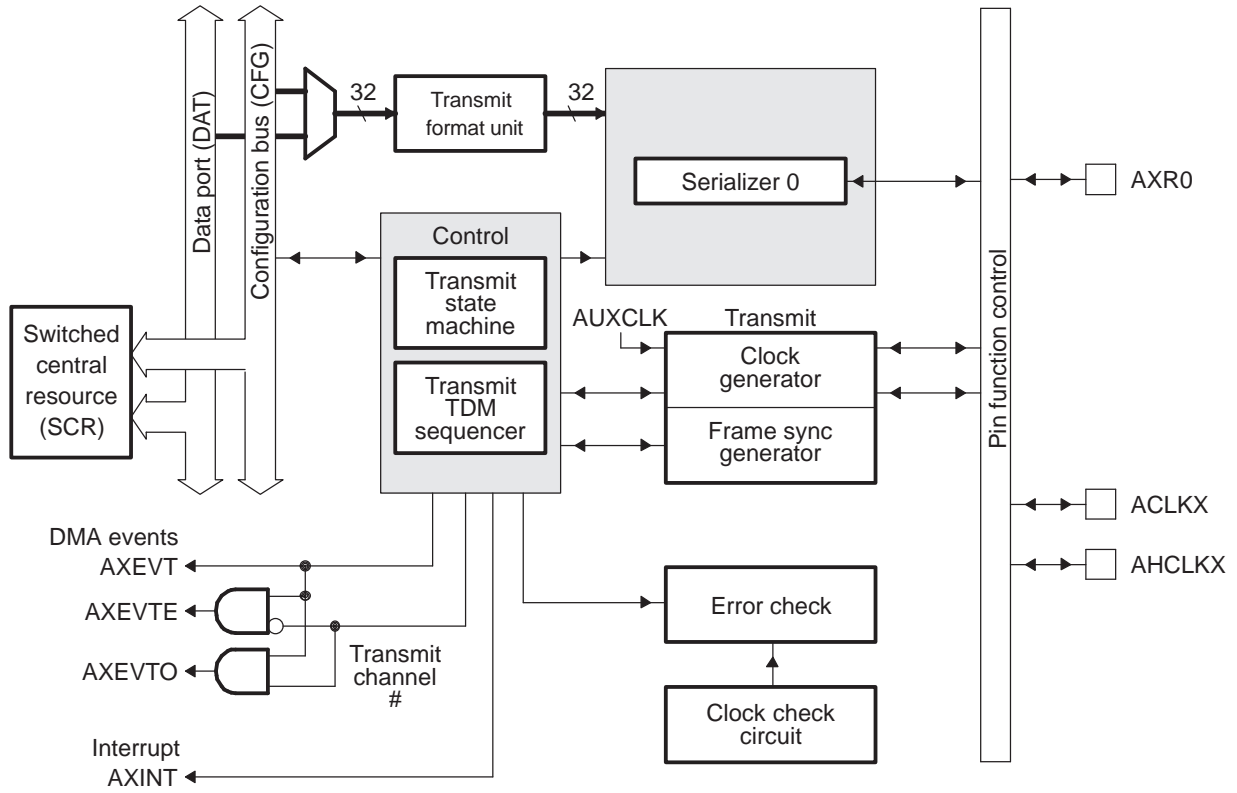 Data port (DAT)
Configuration bus (CFG)
32
Transmit
format unit
32
Serializer 0
AXR0
Control
Transmit
state
machine
Transmit
TDM
sequencer
Switched
central
resource
(SCR)
AUXCLK
Transmit
Clock
generator
Frame sync
generator
Pin function control
ACLKX
AHCLKX
DMA events
AXEVT
AXEVTE
AXEVTO
Transmit
channel
#
Error check
Clock check
circuit
Interrupt
AXINT